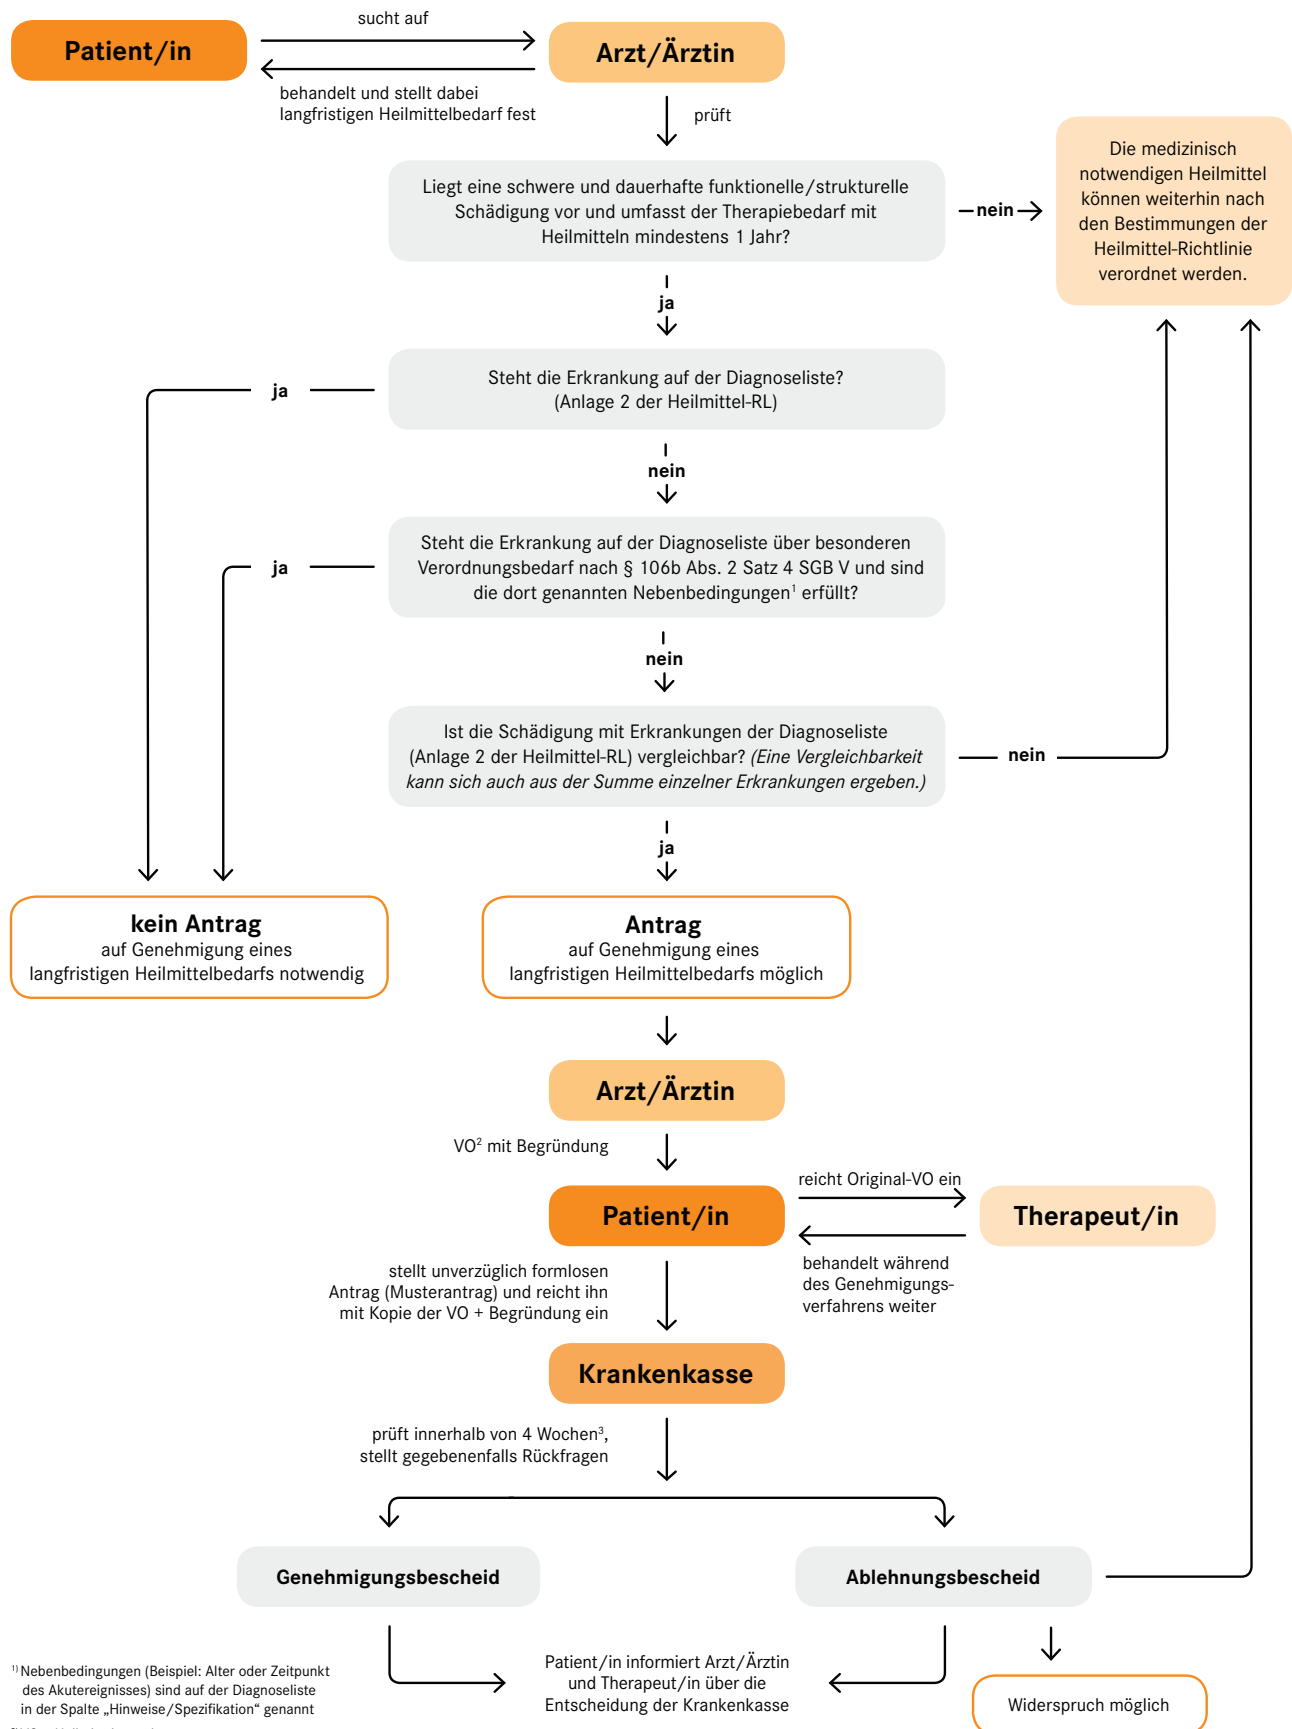 sucht auf
Patient/in
Arzt/Ärztin
behandelt und stellt dabei
langfristigen Heilmittelbedarf fest
prüft
Liegt eine schwere und dauerhafte funktionelle/strukturelle
Schädigung vor und umfasst der Therapiebedarf mit
Heilmitteln mindestens 1 Jahr?
nein
Die medizinisch
notwendigen Heilmittel
können weiterhin nach
den Bestimmungen der
Heilmittel-Richtlinie
verordnet werden.
ja
Steht die Erkrankung auf der Diagnoseliste?
(Anlage 2 der Heilmittel-RL)
ja
nein
Steht die Erkrankung auf der Diagnoseliste über besonderen
Verordnungsbedarf nach § 106b Abs. 2 Satz 4 SGB V und sind
die dort genannten Nebenbedingungen¹ erfüllt?
ja
nein
Ist die Schädigung mit Erkrankungen der Diagnoseliste
(Anlage 2 der Heilmittel-RL) vergleichbar? (Eine Vergleichbarkeit
kann sich auch aus der Summe einzelner Erkrankungen ergeben.)
nein
ja
kein Antrag
auf Genehmigung eines
langfristigen Heilmittelbedarfs notwendig
Antrag
auf Genehmigung eines
langfristigen Heilmittelbedarfs möglich
Arzt/Ärztin
VO² mit Begründung
Patient/in
reicht Original-VO ein
Therapeut/in
behandelt während
des Genehmigungs-
verfahrens weiter
stellt unverzüglich formlosen
Antrag (Musterantrag) und reicht ihn
mit Kopie der VO + Begründung ein
Krankenkasse
prüft innerhalb von 4 Wochen³,
stellt gegebenenfalls Rückfragen
Genehmigungsbescheid
Ablehnungsbescheid
Patient/in informiert Arzt/Ärztin
und Therapeut/in über die
Entscheidung der Krankenkasse
Widerspruch möglich
¹⁾ Nebenbedingungen (Beispiel: Alter oder Zeitpunkt
des Akutereignisses) sind auf der Diagnoseliste
in der Spalte „Hinweise/Spezifikation“ genannt